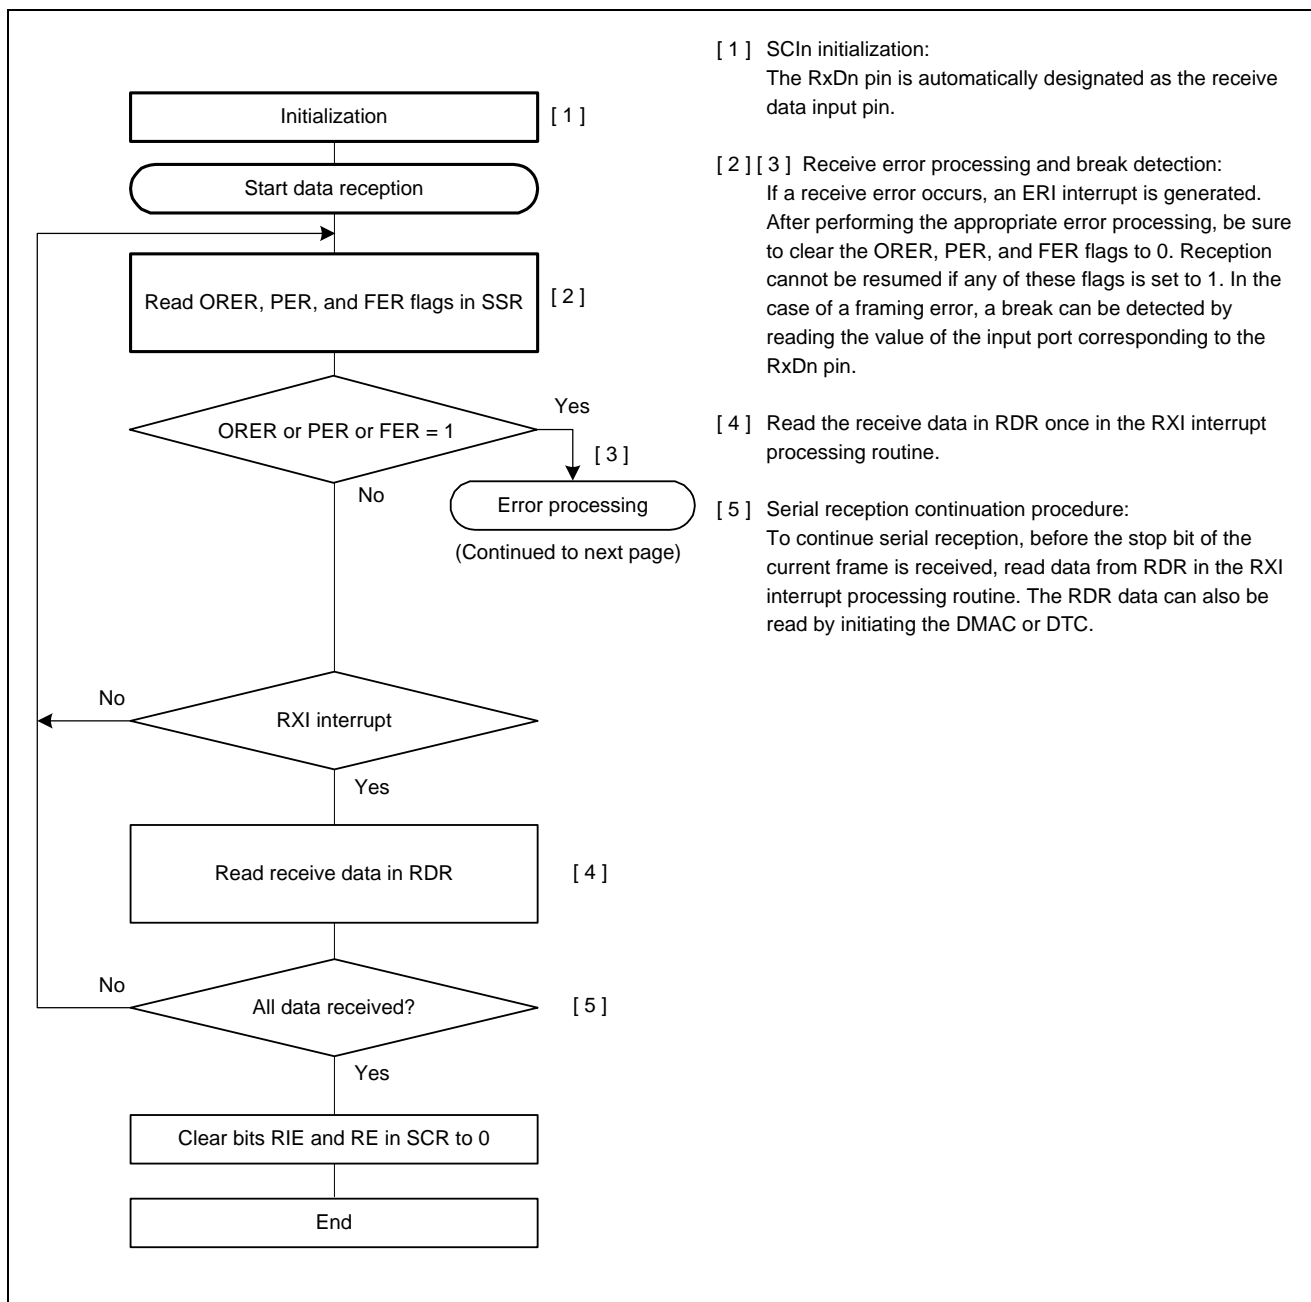 Initialization
[ 1 ]
Start data reception
Read ORER, PER, and FER flags in SSR
[ 2 ]
ORER or PER or FER = 1
Yes
[ 3 ]
No
Error processing
(Continued to next page)
No
RXI interrupt
Yes
Read receive data in RDR
[ 4 ]
No
All data received?
[ 5 ]
Yes
Clear bits RIE and RE in SCR to 0
End
[ 1 ] SCIn initialization:
The RxDn pin is automatically designated as the receive
data input pin.
[ 2 ] [ 3 ] Receive error processing and break detection:
If a receive error occurs, an ERI interrupt is generated.
After performing the appropriate error processing, be sure
to clear the ORER, PER, and FER flags to 0. Reception
cannot be resumed if any of these flags is set to 1. In the
case of a framing error, a break can be detected by
reading the value of the input port corresponding to the
RxDn pin.
[ 4 ] Read the receive data in RDR once in the RXI interrupt
processing routine.
[ 5 ] Serial reception continuation procedure:
To continue serial reception, before the stop bit of the
current frame is received, read data from RDR in the RXI
interrupt processing routine. The RDR data can also be
read by initiating the DMAC or DTC.